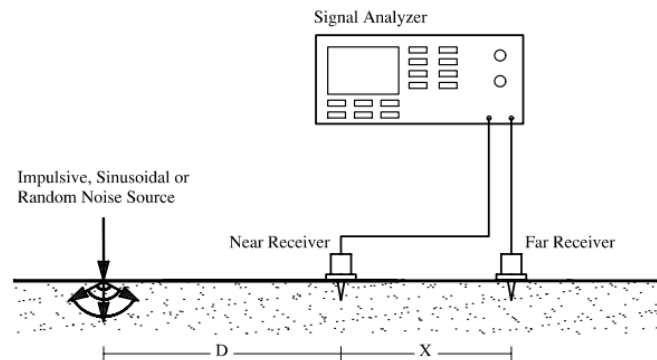 Signal Analyzer
Impulsive, Sinusoidal or
Random Noise Source
Near Receiver
Far Receiver
D
X